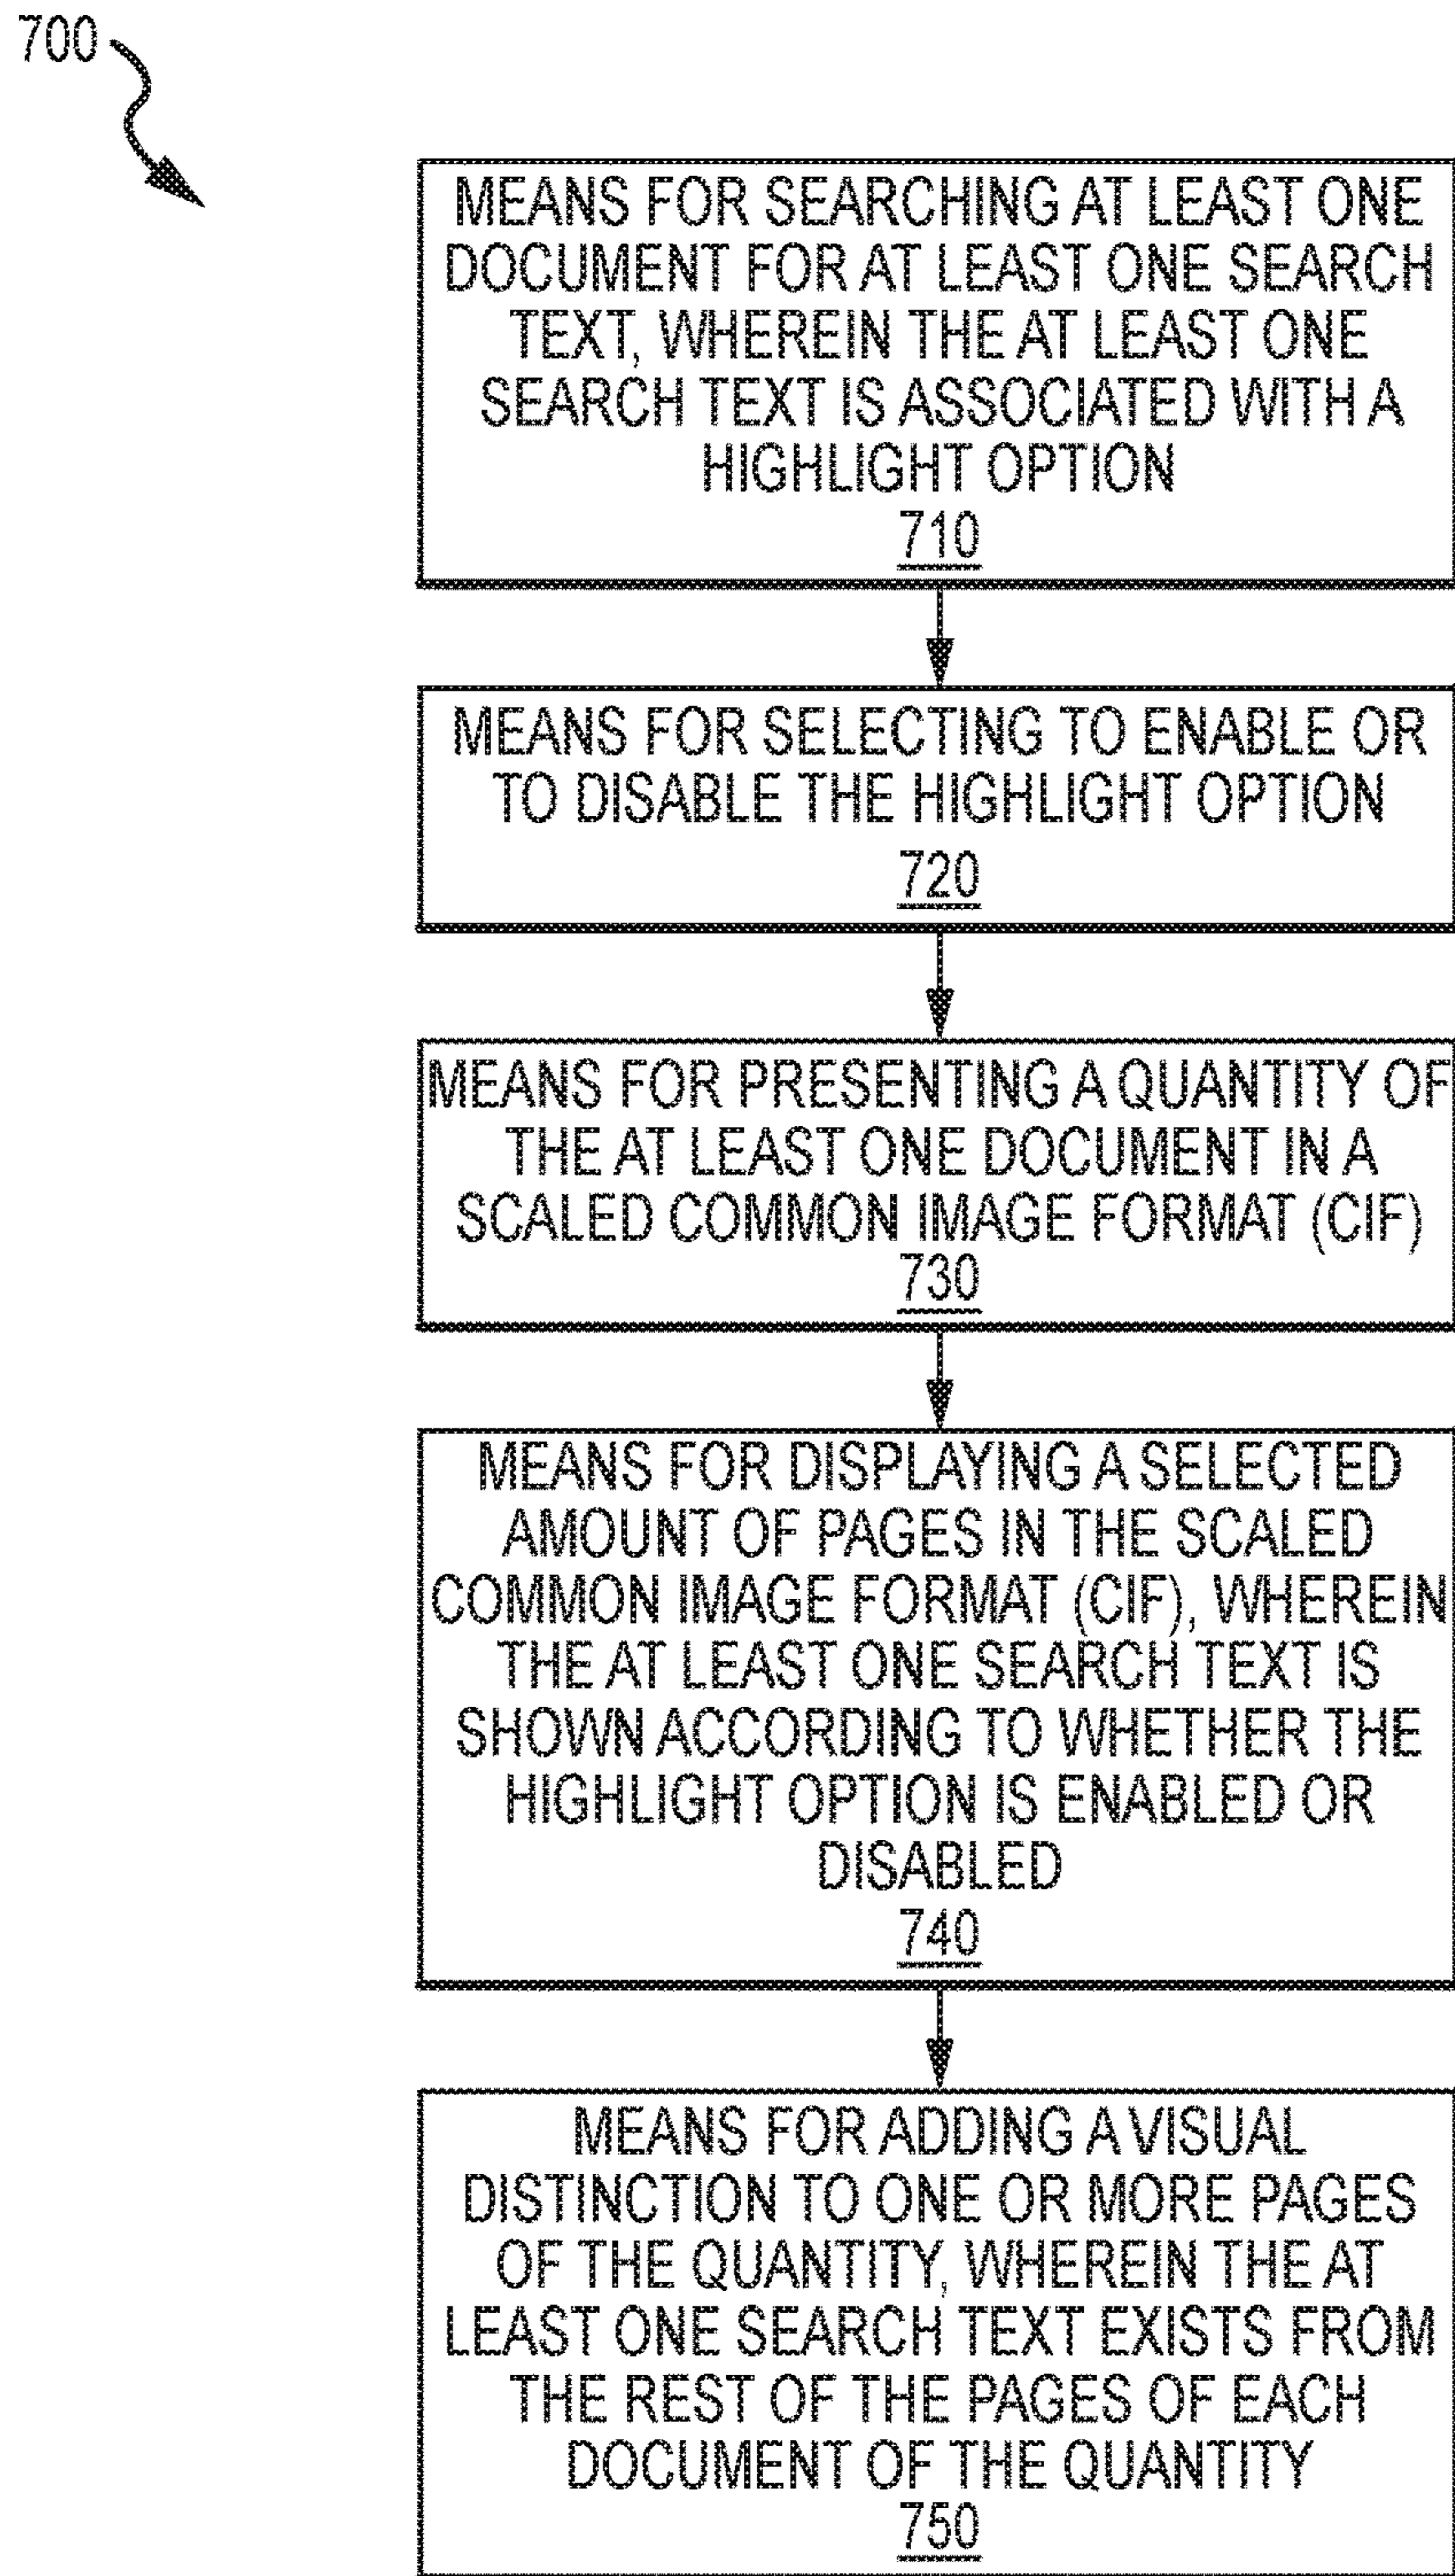 700
MEANS FOR SEARCHING AT LEAST ONE
DOCUMENT FOR AT LEAST ONE SEARCH
TEXT, WHEREIN THE AT LEAST ONE
SEARCH TEXT IS ASSOCIATED WITH A
HIGHLIGHT OPTION
710
MEANS FOR SELECTING TO ENABLE OR
TO DISABLE THE HIGHLIGHT OPTION
720
MEANS FOR PRESENTING A QUANTITY OF
THE AT LEAST ONE DOCUMENT IN A
SCALED COMMON IMAGE FORMAT (CIF)
730
MEANS FOR DISPLAYING A SELECTED
AMOUNT OF PAGES IN THE SCALED
COMMON IMAGE FORMAT (CIF), WHEREIN
THE AT LEAST ONE SEARCH TEXT IS
SHOWN ACCORDING TO WHETHER THE
HIGHLIGHT OPTION IS ENABLED OR
DISABLED
740
MEANS FOR ADDING A VISUAL
DISTINCTION TO ONE OR MORE PAGES
OF THE QUANTITY, WHEREIN THE AT
LEAST ONE SEARCH TEXT EXISTS FROM
THE REST OF THE PAGES OF EACH
DOCUMENT OF THE QUANTITY
750